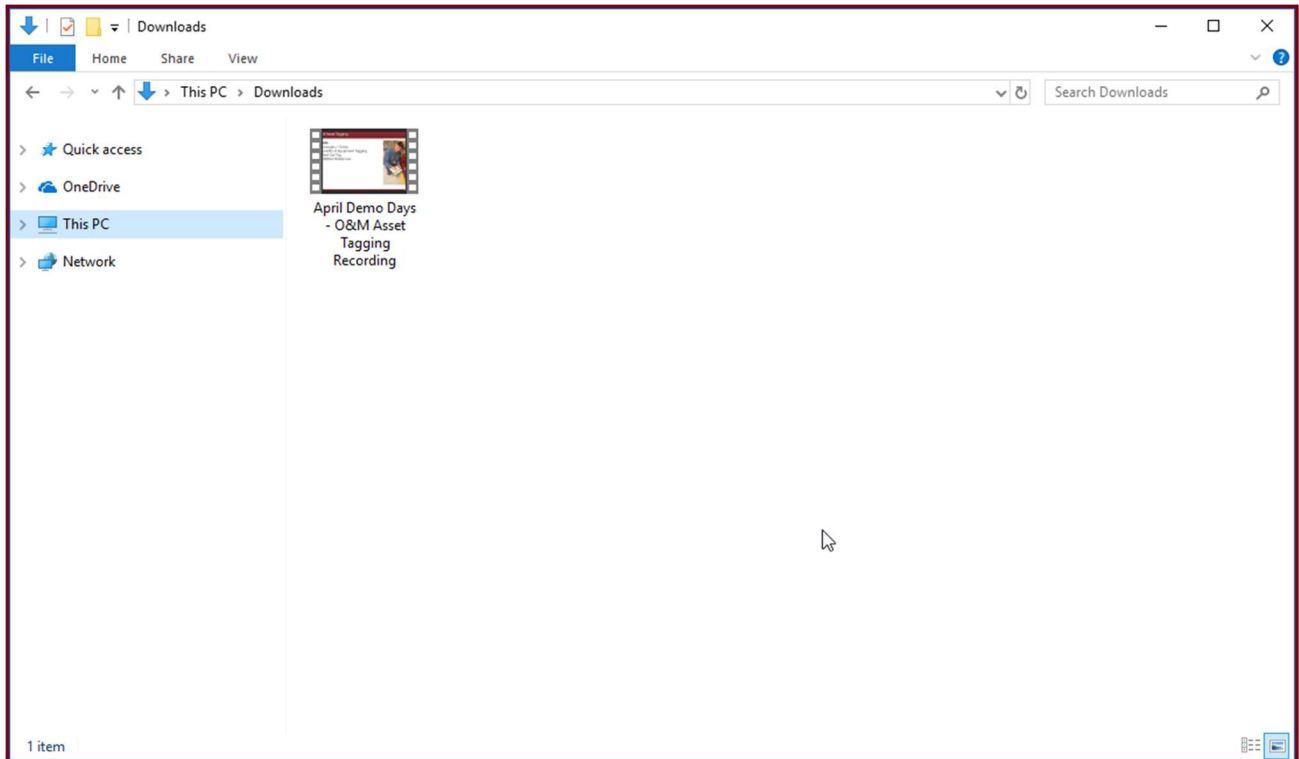 Downloads
File Home Share View
This PC > Downloads
Search Downloads
Quick access
OneDrive
This PC
Network
April Demo Days
- O&M Asset
Tagging
Recording
1 item